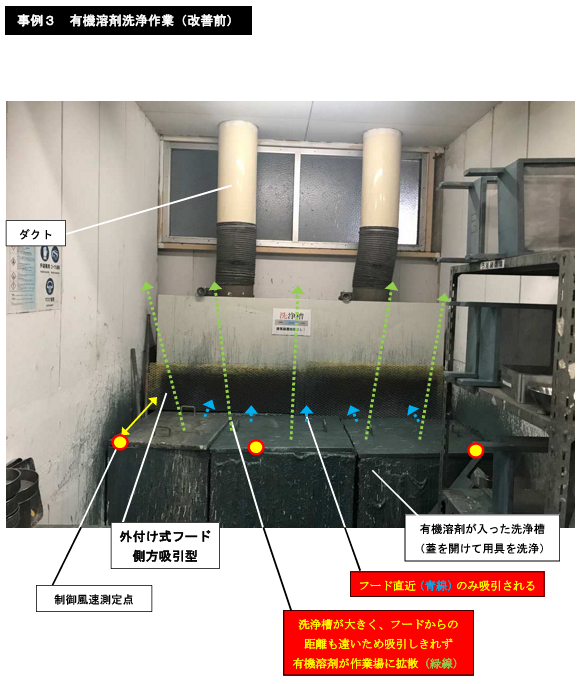 事例３　有機溶剤洗浄作業（改善前）
ダクト
洗浄槽
外付け式フード
側方吸引型
有機溶剤が入った洗浄槽
（蓋を開けて用具を洗浄）
フード直近（青線）のみ吸引される
制御風速測定点
洗浄槽が大きく、フードからの
距離も遠いため吸引しきれず
有機溶剤が作業場に拡散（緑線）